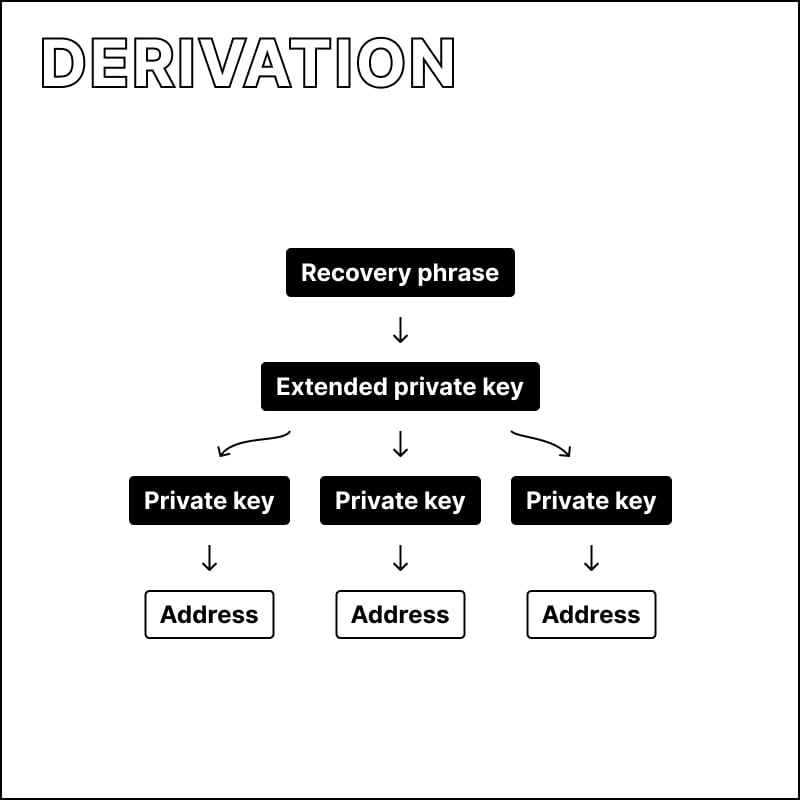 DERIVATION
Recovery phrase
Extended private key
Private key Private key Private key
Address Address Address